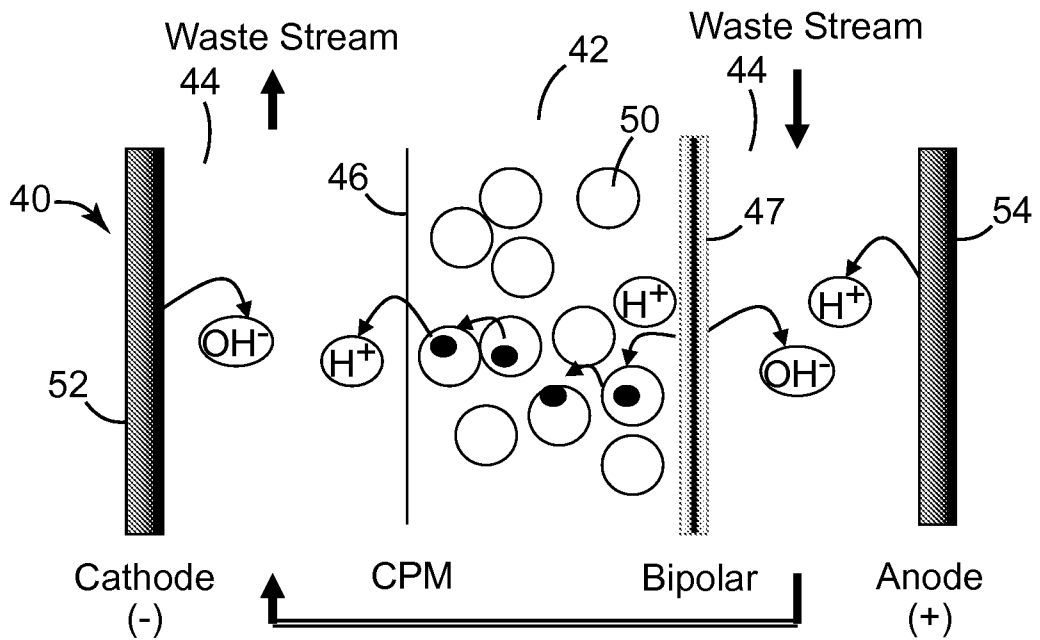 Waste Stream
Waste Stream
44
42
44
50
46
40
47
54
H+
H+
OH-
H+
OH-
52
Cathode
(-)
CPM
Bipolar
Anode
(+)